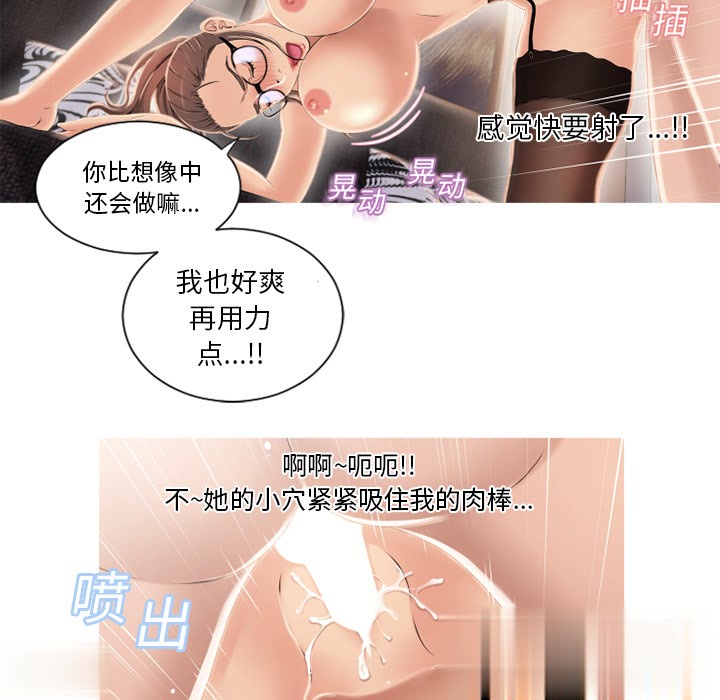 插
插
感觉快要射了...!!
你比想像中
还会做嘛...
晃动
晃动
我也好爽
再用力
点...!!
啊啊~呃呃!!
不~她的小穴紧紧吸住我的肉棒...
喷出